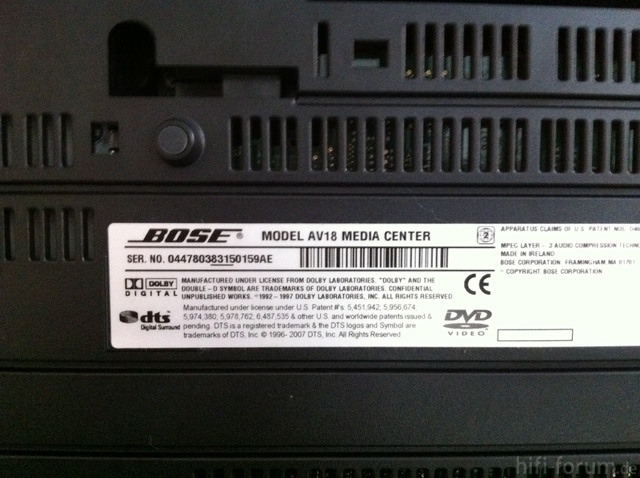 BOSE® MODEL AV18 MEDIA CENTER
SER. NO. 044780383150159AE
DOLBY
DIGITAL
MANUFACTURED UNDER LICENSE FROM DOLBY LABORATORIES. "DOLBY" AND THE
DOUBLE - D SYMBOL ARE TRADEMARKS OF DOLBY LABORATORIES. CONFIDENTIAL
UNPUBLISHED WORKS. ©1992-1997 DOLBY LABORATORIES, INC. ALL RIGHTS RESERVED
dts
Digital Surround
Manufactured under license under U.S. Patent #'s: 5,451,942; 5,956,674;
5,974,380; 5,978,762; 6,487,535 & other U.S. and worldwide patents issued &
pending. DTS is a registered trademark & the DTS logos and Symbol are
trademarks of DTS, Inc. © 1996- 2007 DTS, Inc. All Rights Reserved
CE
DVD
VIDEO
2
APPARATUS CLAIMS OF U.S. PATENT NOS.
MPEG LAYER - 3 AUDIO COMPRESSION
MADE IN IRELAND
BOSE CORPORATION, FRAMINGHAM MA 01701
COPYRIGHT BOSE CORPORATION
hifi-forum.de